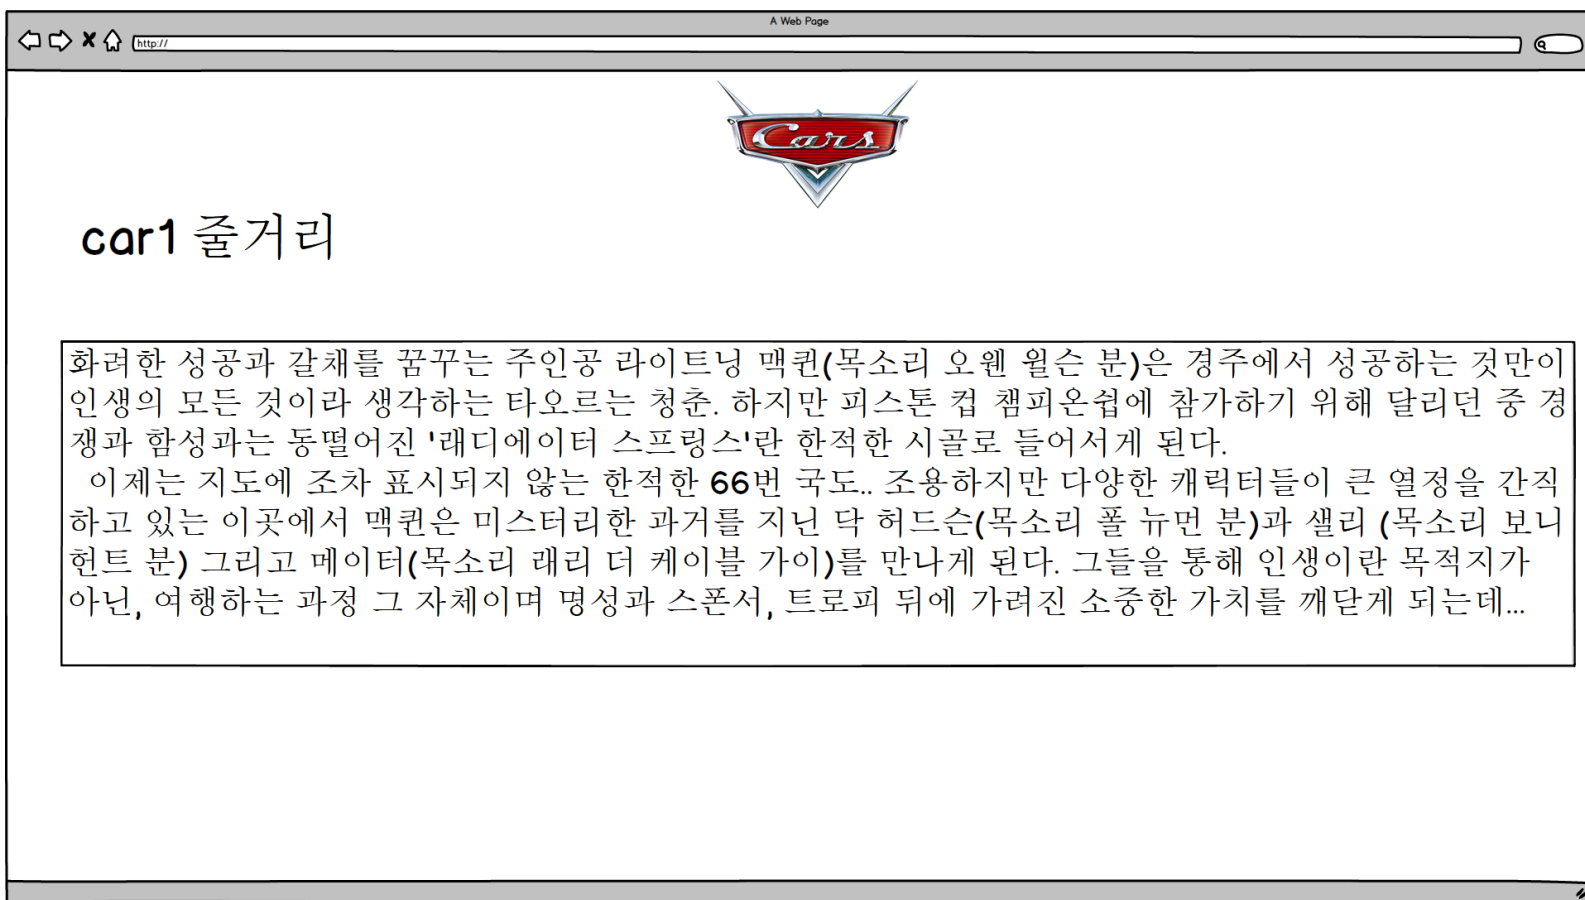 A Web Page
http://
Cars
car1 줄거리
화려한 성공과 갈채를 꿈꾸는 주인공 라이트닝 맥퀸(목소리 오웬 윌슨 분)은 경주에서 성공하는 것만이
인생의 모든 것이라 생각하는 타오르는 청춘. 하지만 피스톤 컵 챔피온쉽에 참가하기 위해 달리던 중 경
쟁과 함성과는 동떨어진 '래디에이터 스프링스'란 한적한 시골로 들어서게 된다.
이제는 지도에 조차 표시되지 않는 한적한 66번 국도.. 조용하지만 다양한 캐릭터들이 큰 열정을 간직
하고 있는 이곳에서 맥퀸은 미스터리한 과거를 지닌 닥 허드슨(목소리 폴 뉴먼 분)과 샐리 (목소리 보니
헌트 분) 그리고 메이터(목소리 래리 더 케이블 가이)를 만나게 된다. 그들을 통해 인생이란 목적지가
아닌, 여행하는 과정 그 자체이며 명성과 스폰서, 트로피 뒤에 가려진 소중한 가치를 깨닫게 되는데...